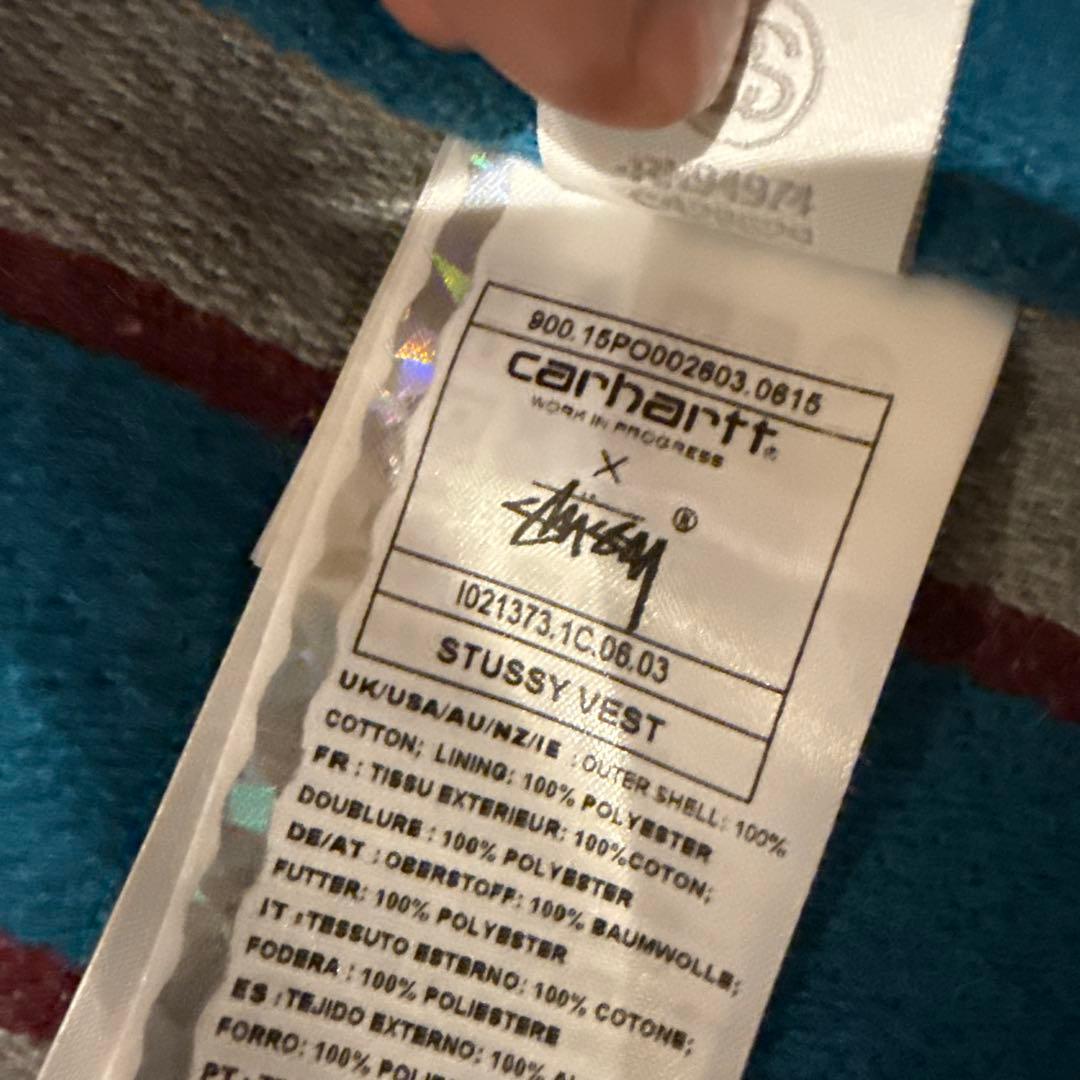 S
900.15PO002603.0615
carhartt®
WORK IN PROGRESS
X
Stüssy®
I021373.1C.06.03
STUSSY VEST
UK/USA/AU/NZ/IE : OUTER SHELL: 100%
COTTON; LINING: 100% POLYESTER
FR : TISSU EXTERIEUR: 100%COTON;
DOUBLURE : 100% POLYESTER
DE/AT : OBERSTOFF: 100% BAUMWOLLE;
FUTTER: 100% POLYESTER
IT : TESSUTO ESTERNO: 100% COTONE;
FODERA : 100% POLIESTERE
ES : TEJIDO EXTERNO: 100%
FORRO: 100%
PT :